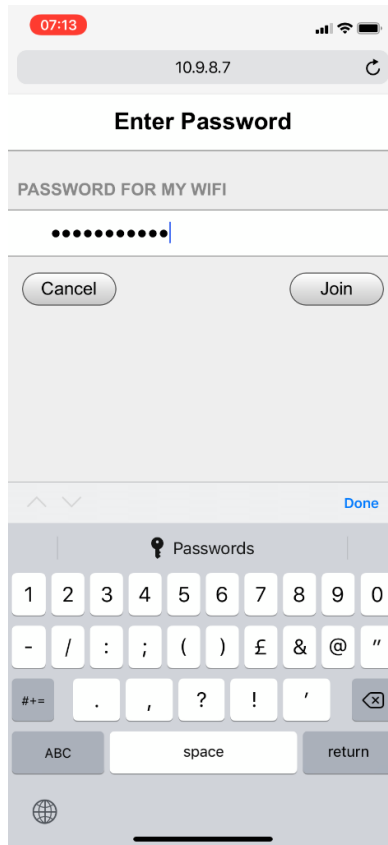 07:13
10.9.8.7
Enter Password
PASSWORD FOR MY WIFI
•••••••••••
Cancel Join
Done
Passwords
1 2 3 4 5 6 7 8 9 0
- / : ; ( ) £ & @ "
#+= . , ? ! ′
ABC space return